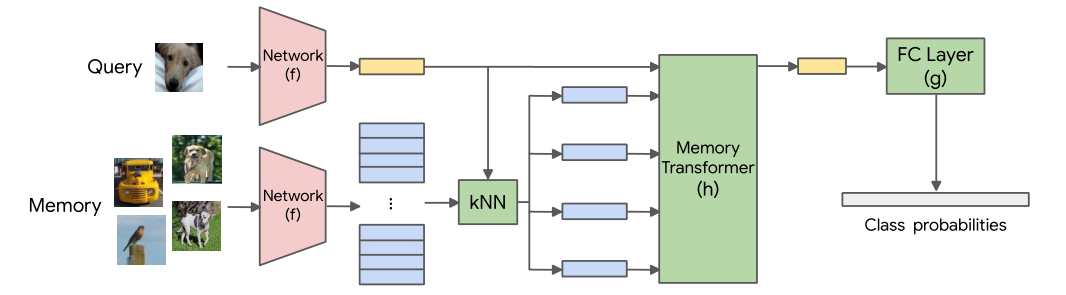 Query
Network
(f)
Memory
Network
(f)
⋮
kNN
Memory
Transformer
(h)
FC Layer
(g)
Class probabilities